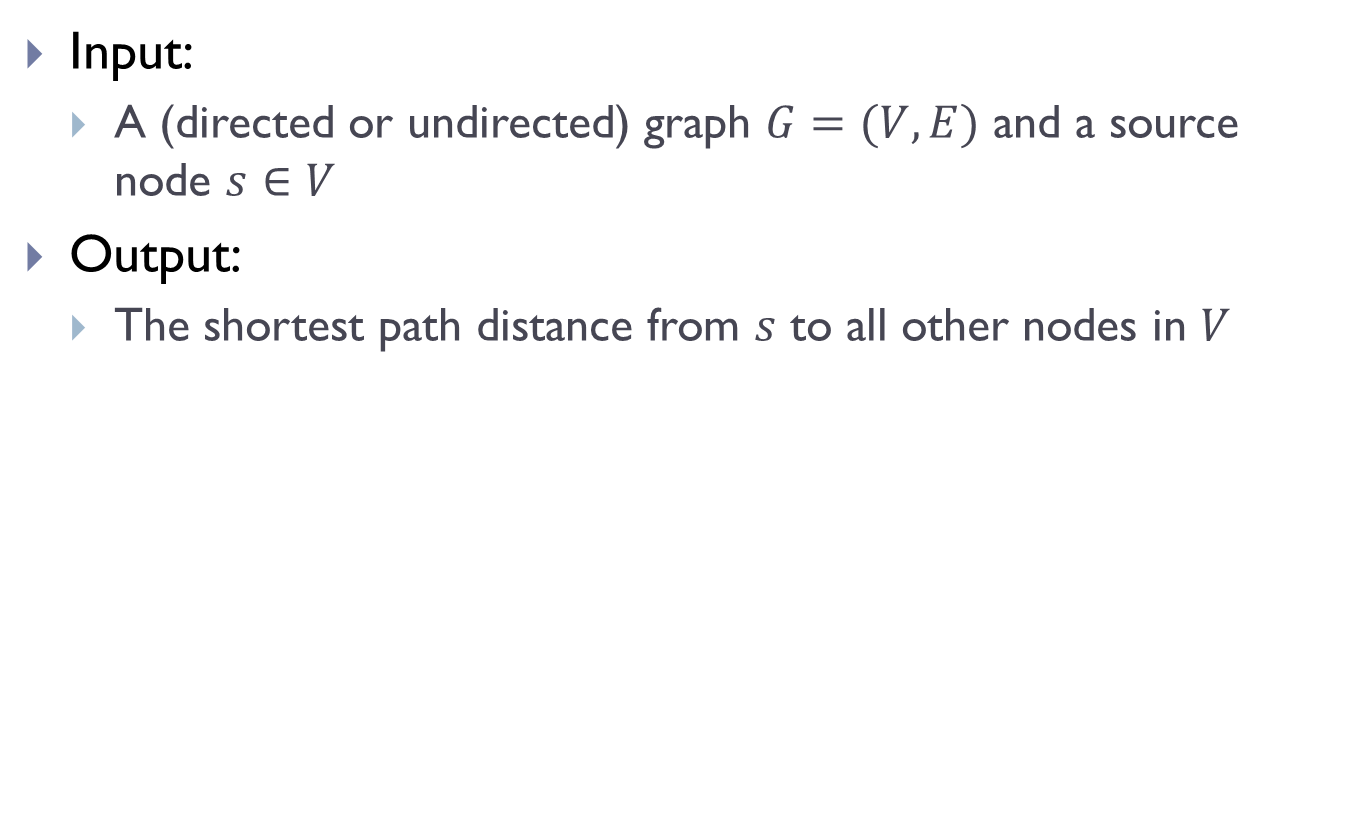 Input:
A (directed or undirected) graph G = (V, E) and a source
node s ∈ V
Output:
The shortest path distance from s to all other nodes in V